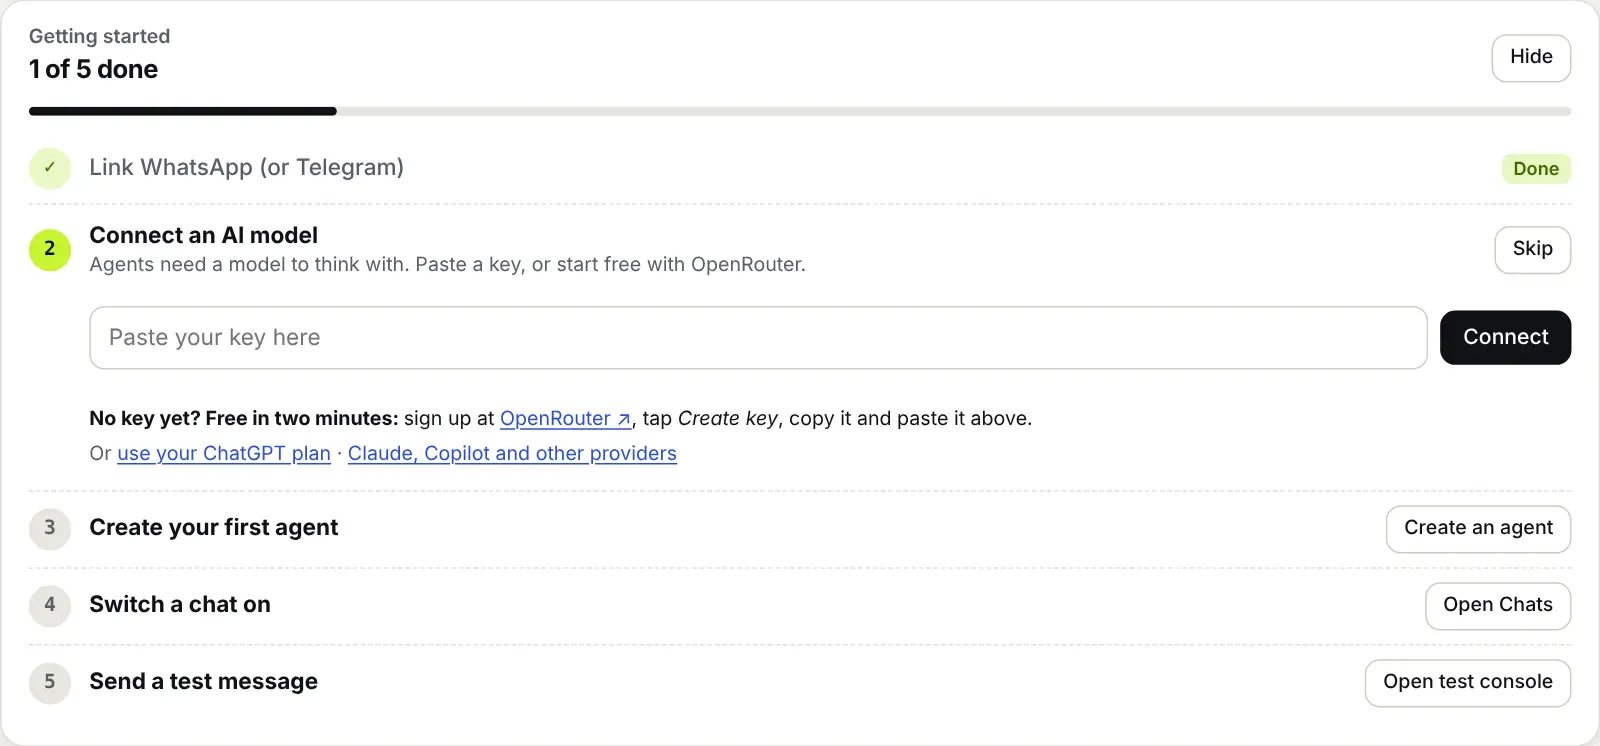 Getting started
1 of 5 done
Hide
✓ Link WhatsApp (or Telegram)
Done
2 Connect an AI model
Agents need a model to think with. Paste a key, or start free with OpenRouter.
Skip
Paste your key here
Connect
No key yet? Free in two minutes: sign up at OpenRouter ↗, tap Create key, copy it and paste it above.
Or use your ChatGPT plan · Claude, Copilot and other providers
3 Create your first agent
Create an agent
4 Switch a chat on
Open Chats
5 Send a test message
Open test console